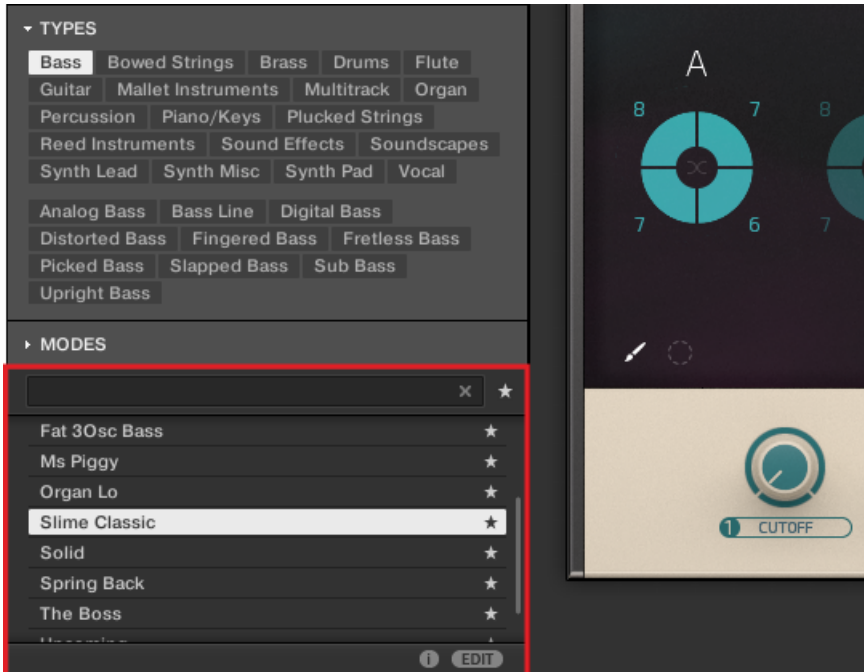 TYPES
Bass Bowed Strings Brass Drums Flute
Guitar Mallet Instruments Multitrack Organ
Percussion Piano/Keys Plucked Strings
Reed Instruments Sound Effects Soundscapes
Synth Lead Synth Misc Synth Pad Vocal
Analog Bass Bass Line Digital Bass
Distorted Bass Fingered Bass Fretless Bass
Picked Bass Slapped Bass Sub Bass
Upright Bass
MODES
Fat 3Osc Bass
Ms Piggy
Organ Lo
Slime Classic
Solid
Spring Back
The Boss
i EDIT
A
8 7 8
7 6 7
1 CUTOFF